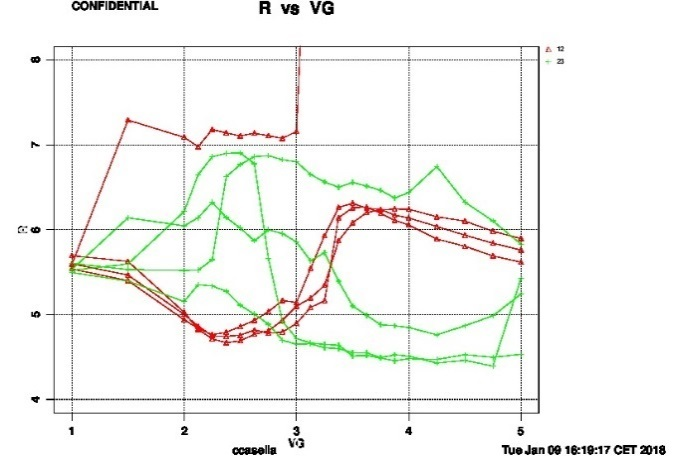 CONFIDENTIAL
R vs VG
12
23
8
7
6
5
4
R
1 2 3 4 5
VG
ccasella
Tue Jan 09 16:19:17 CET 2018